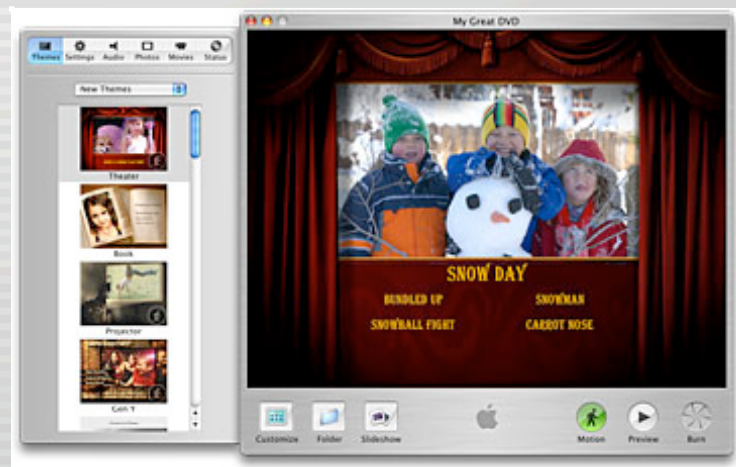 My Great DVD
Themes Settings Audio Photos Movies Status
New Themes
Theater
Book
Projector
Gen Y
SNOW DAY
BUNDLED UP SNOWMAN
SNOWBALL FIGHT CARROT NOSE
Customize Folder Slideshow Motion Preview Burn